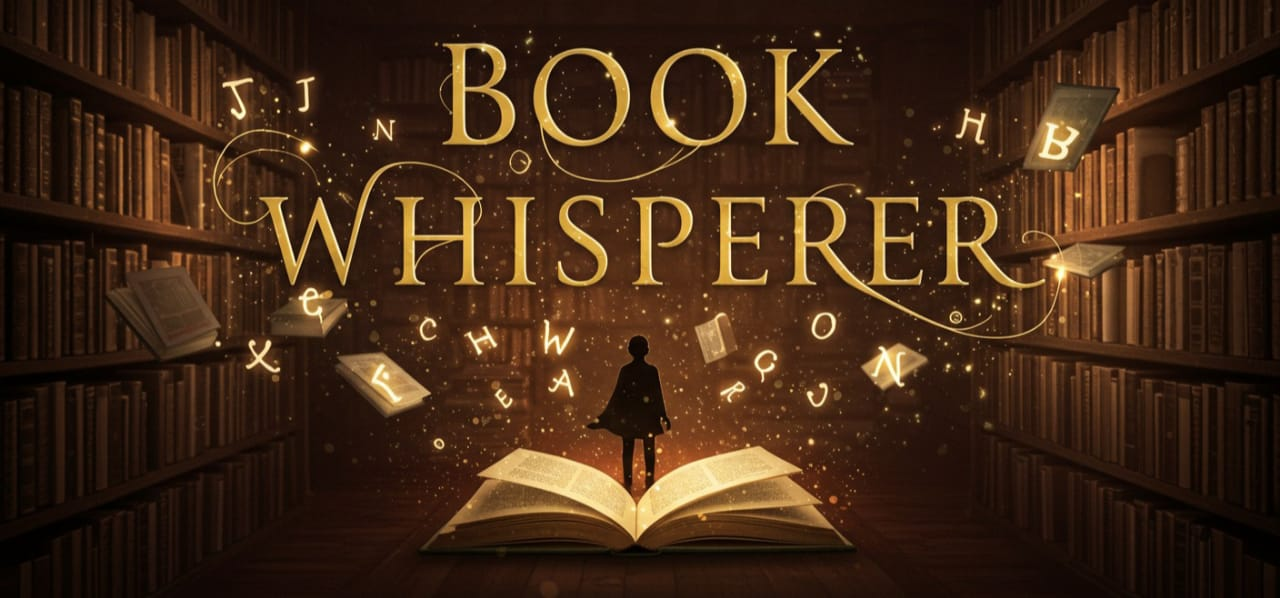 BOOK
WHISPERER
J J N H B
e C H W A E X r o
J G R O J N